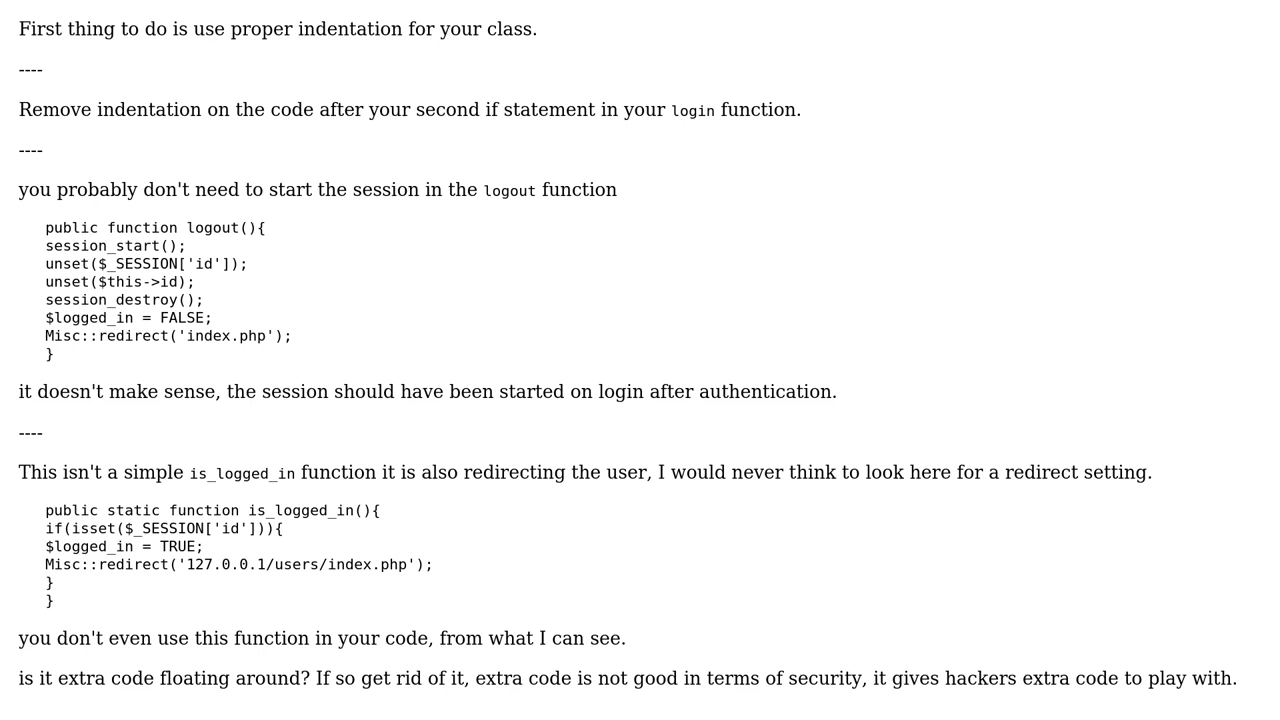 First thing to do is use proper indentation for your class.
----
Remove indentation on the code after your second if statement in your login function.
----
you probably don't need to start the session in the logout function
public function logout(){
session_start();
unset($_SESSION['id']);
unset($this->id);
session_destroy();
$logged_in = FALSE;
Misc::redirect('index.php');
}
it doesn't make sense, the session should have been started on login after authentication.
----
This isn't a simple is_logged_in function it is also redirecting the user, I would never think to look here for a redirect setting.
public static function is_logged_in(){
if(isset($_SESSION['id'])){
$logged_in = TRUE;
Misc::redirect('127.0.0.1/users/index.php');
}
}
you don't even use this function in your code, from what I can see.
is it extra code floating around? If so get rid of it, extra code is not good in terms of security, it gives hackers extra code to play with.